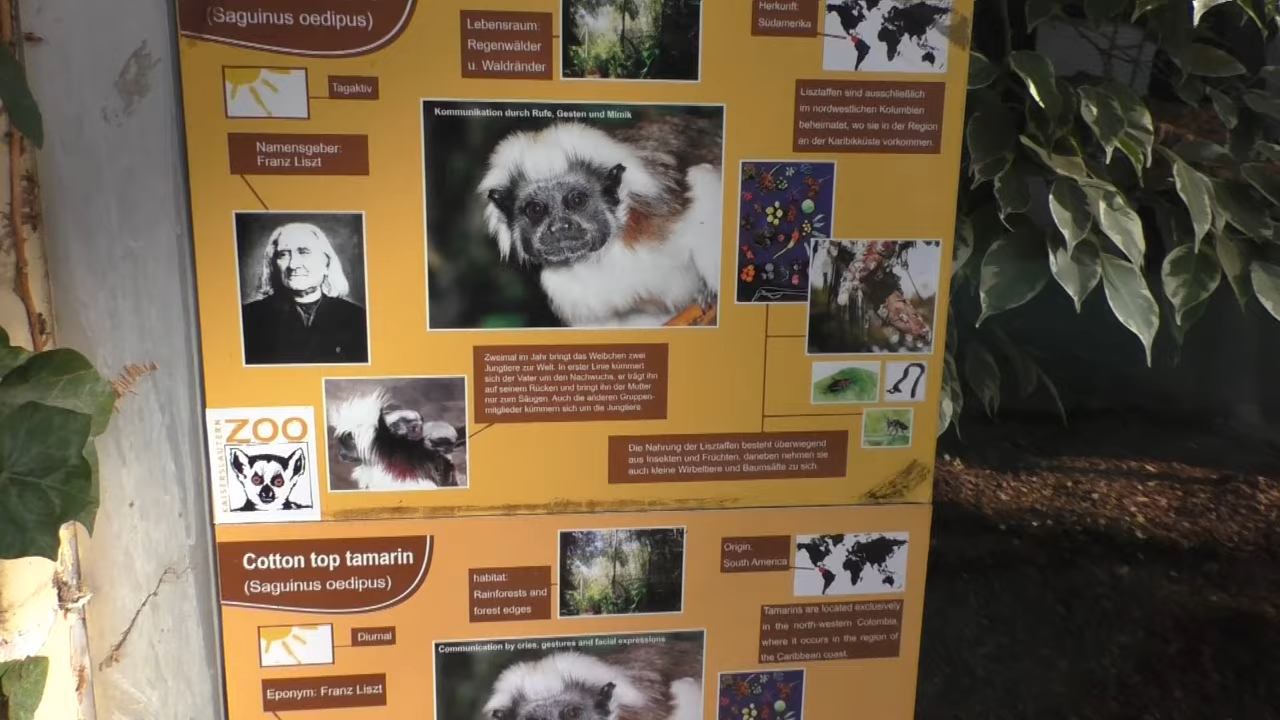 (Saguinus oedipus)
Tagaktiv
Namensgeber:
Franz Liszt
Lebensraum:
Regenwälder
u. Waldränder
Herkunft:
Südamerika
Lisztaffen sind ausschließlich
im nordwestlichen Kolumbien
beheimatet, wo sie in der Region
an der Karibikküste vorkommen.
Kommunikation durch Rufe, Gesten und Mimik
Zweimal im Jahr bringt das Weibchen zwei
Jungtiere zur Welt. In erster Linie kümmert
sich der Vater um den Nachwuchs, er trägt ihn
auf seinem Rücken und bringt ihn der Mutter
nur zum Säugen. Auch die anderen Gruppen-
mitglieder kümmern sich um die Jungtiere.
Die Nahrung der Lisztaffen besteht überwiegend
aus Insekten und Früchten, daneben nehmen sie
auch kleine Wirbeltiere und Baumsäfte zu sich.
ZOO
KAISERSLAUTERN
Cotton top tamarin
(Saguinus oedipus)
Diurnal
Eponym: Franz Liszt
habitat:
Rainforests and
forest edges
Origin:
South America
Tamarins are located exclusively
in the north-western Colombia,
where it occurs in the region of
the Caribbean coast.
Communication by cries, gestures and facial expressions